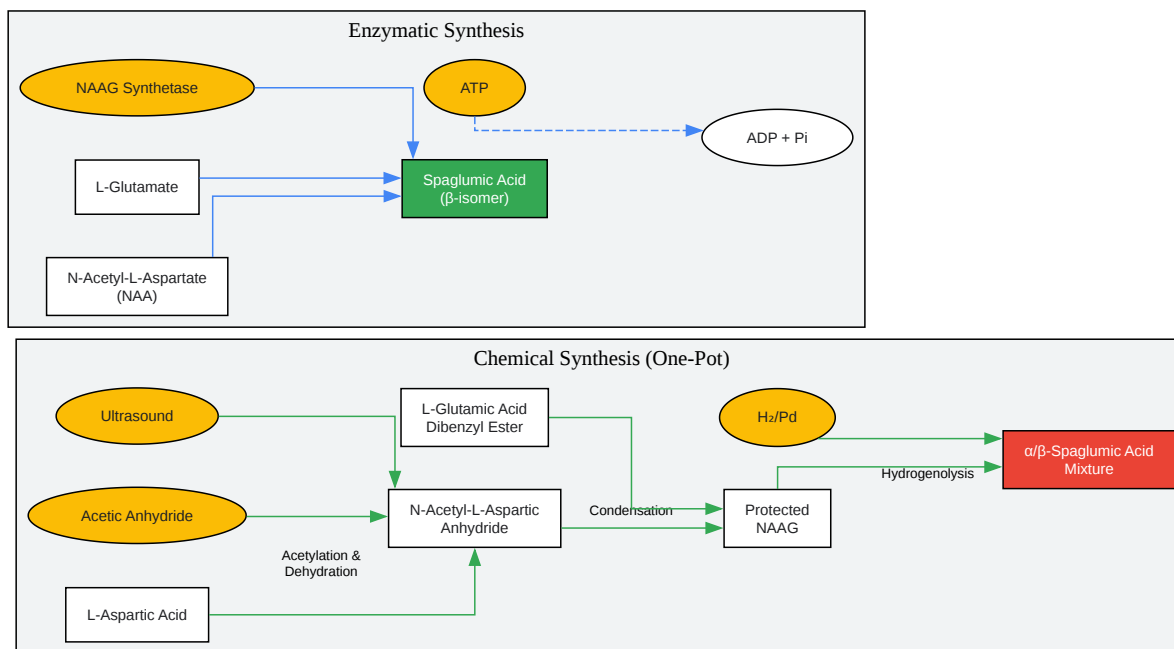 Enzymatic Synthesis
NAAG Synthetase
ATP
ADP + Pi
L-Glutamate
Spaglumic Acid
(β-isomer)
N-Acetyl-L-Aspartate
(NAA)
Chemical Synthesis (One-Pot)
Ultrasound
L-Glutamic Acid
Dibenzyl Ester
H₂/Pd
α/β-Spaglumic Acid
Mixture
Hydrogenolysis
Acetic Anhydride
N-Acetyl-L-Aspartic
Anhydride
Condensation
Protected
NAAG
Acetylation &
Dehydration
L-Aspartic Acid